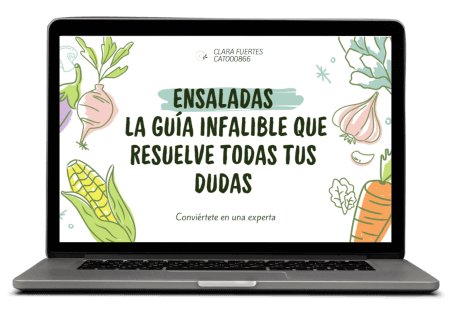 CLARA FUERTES
CAT000866
ENSALADAS
LA GUÍA INFALIBLE QUE
RESUELVE TODAS TUS
DUDAS
Conviértete en una experta